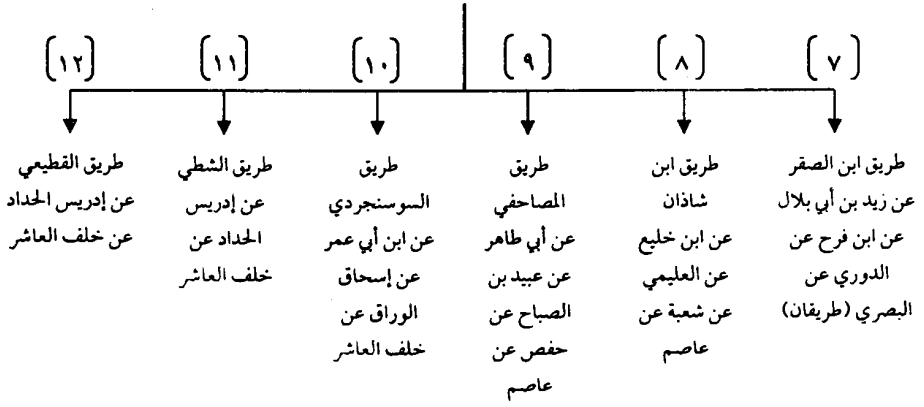 (٧)
طريق ابن الصقر
عن زيد بن أبي بلال
عن ابن فرح عن
الدوري عن
البصري (طريقان)
(٨)
طريق ابن
شاذان
عن ابن خليع
عن العليمي
عن شعبة عن
عاصم
(٩)
طريق
المصاحفي
عن أبي طاهر
عن عبيد بن
الصباح عن
حفص عن
عاصم
(١٠)
طريق
السوسنجردي
عن ابن أبي عمر
عن إسحاق
الوراق عن
خلف العاشر
(١١)
طريق الشطي
عن إدريس
الحداد عن
خلف العاشر
(١٢)
طريق القطيعي
عن إدريس الحداد
عن خلف العاشر